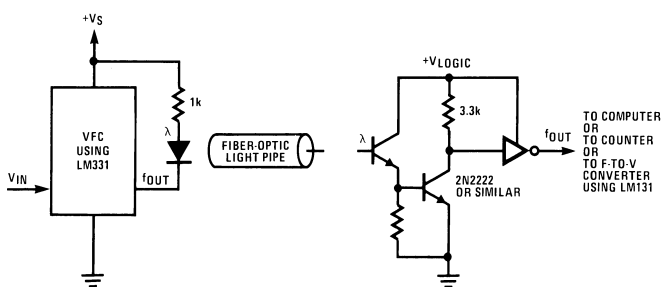 +VS
1k
λ
VFC
USING
LM331
VIN
fOUT
FIBER-OPTIC
LIGHT PIPE
+VLOGIC
3.3k
λ
2N2222
OR SIMILAR
fOUT
TO COMPUTER
OR
TO COUNTER
OR
TO F-TO-V
CONVERTER
USING LM131